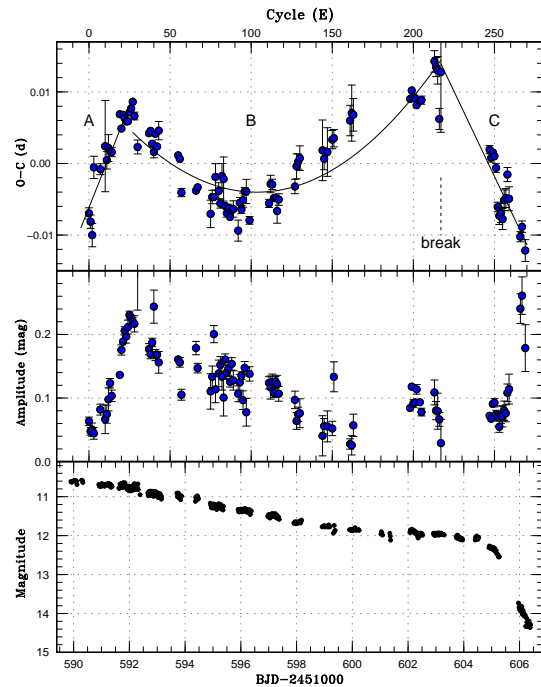 Cycle (E)
0 50 100 150 200 250
0.01
0.00
−0.01
O-C (d)
A
B
C
break
0.2
0.1
0.0
Amplitude (mag)
11
12
13
14
15
Magnitude
590 592 594 596 598 600 602 604 606
BJD-2451000